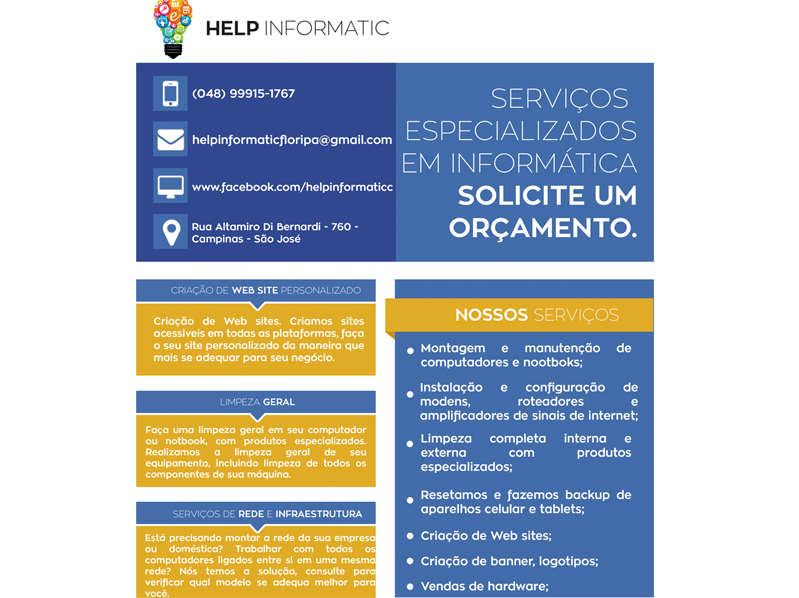 HELP INFORMATIC
(048) 99915-1767
helpinformaticfloripa@gmail.com
www.facebook.com/helpinformaticc
Rua Altamiro Di Bernardi - 760 -
Campinas - São José
SERVIÇOS
ESPECIALIZADOS
EM INFORMÁTICA
SOLICITE UM
ORÇAMENTO.
CRIAÇÃO DE WEB SITE PERSONALIZADO
Criação de Web sites. Criamos sites
acessiveis em todas as plataformas, faça
o seu site personalizado da maneira que
mais se adequar para seu negócio.
LIMPEZA GERAL
Faça uma limpeza geral em seu computador
ou notbook, com produtos especializados.
Realizamos a limpeza geral de seu
equipamento, incluindo limpeza de todos os
componentes de sua máquina.
SERVIÇOS DE REDE E INFRAESTRUTURA
Está precisando montar a rede da sua empresa
ou doméstica? Trabalhar com todos os
computadores ligados entre si em uma mesma
rede? Nós temos a solução, consulte para
verificar qual modelo se adequa melhor para
você.
NOSSOS SERVIÇOS
• Montagem e manutenção de
computadores e nootboks;
• Instalação e configuração de
modens, roteadores e
amplificadores de sinais de internet;
• Limpeza completa interna e
externa com produtos
especializados;
• Resetamos e fazemos backup de
aparelhos celular e tablets;
• Criação de Web sites;
• Criação de banner, logotipos;
• Vendas de hardware;